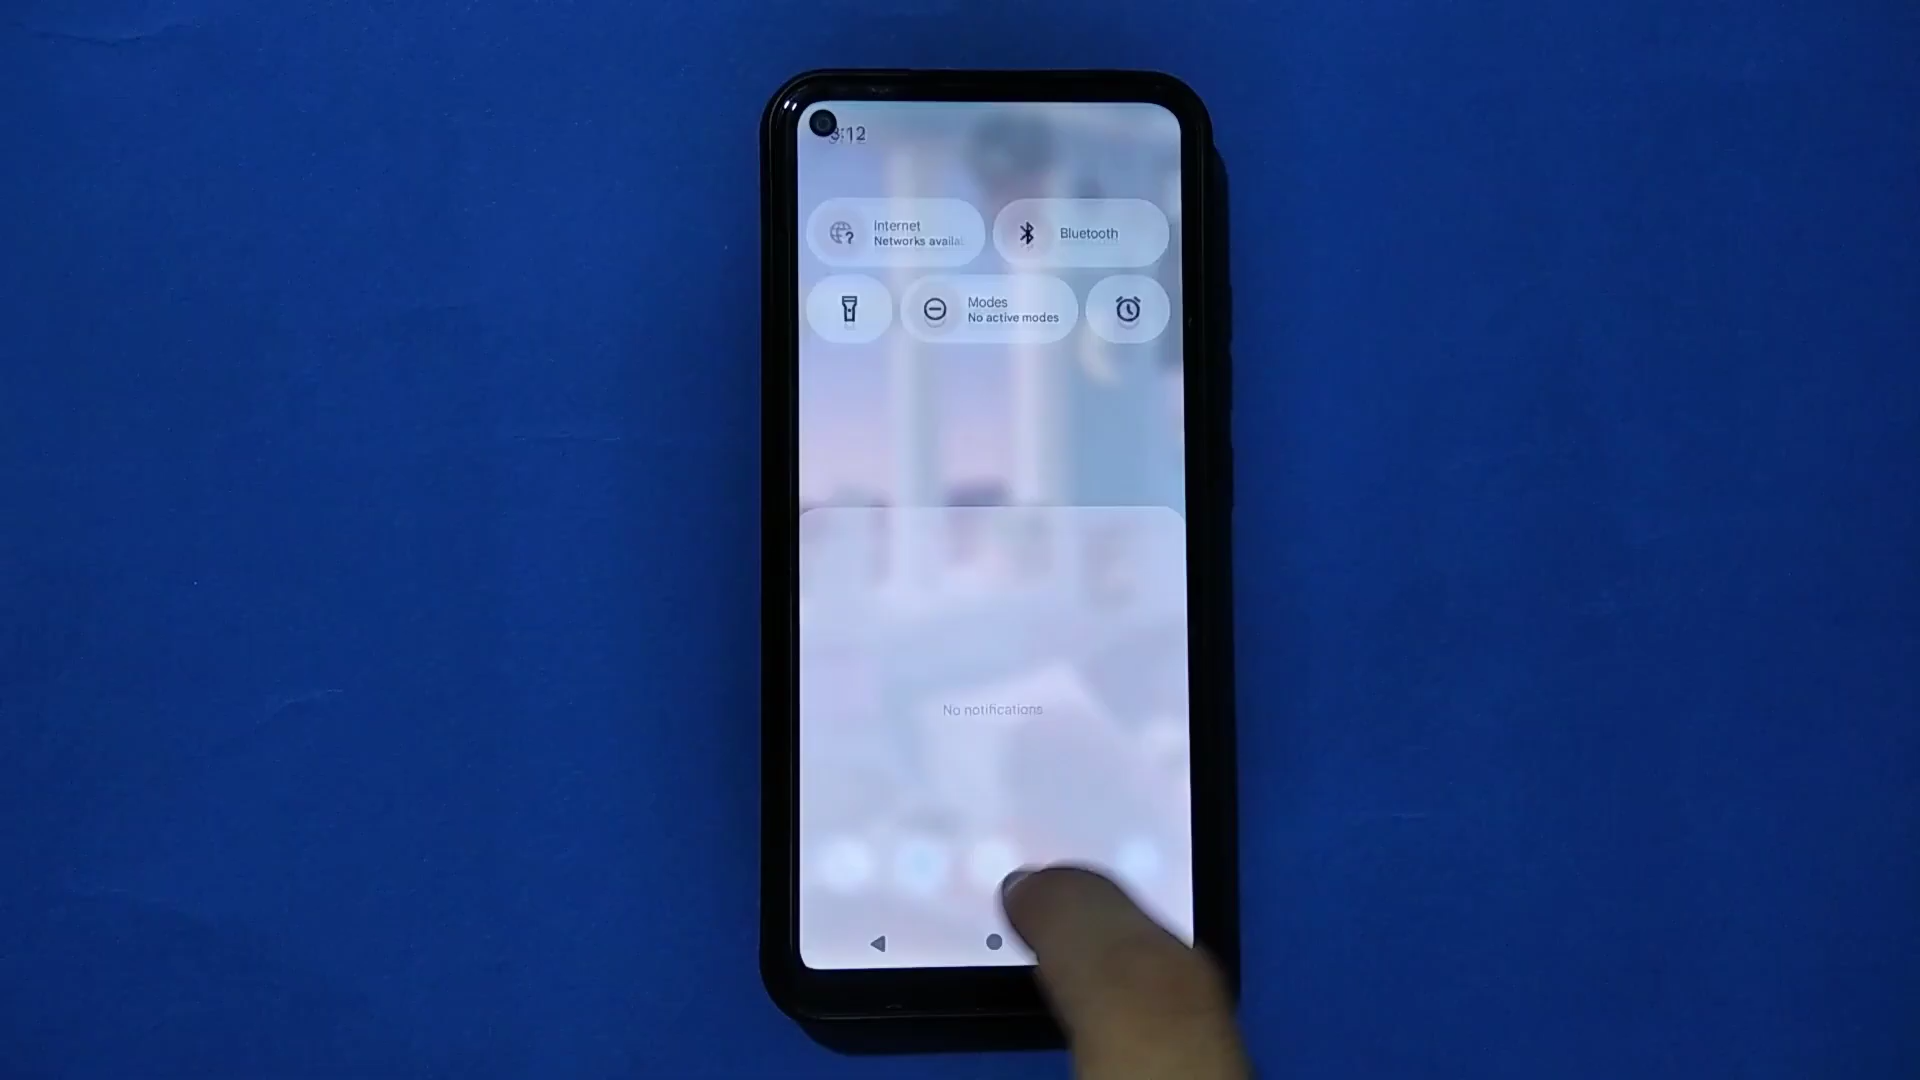 3:12
Internet
Networks availa
Bluetooth
Modes
No active modes
No notifications